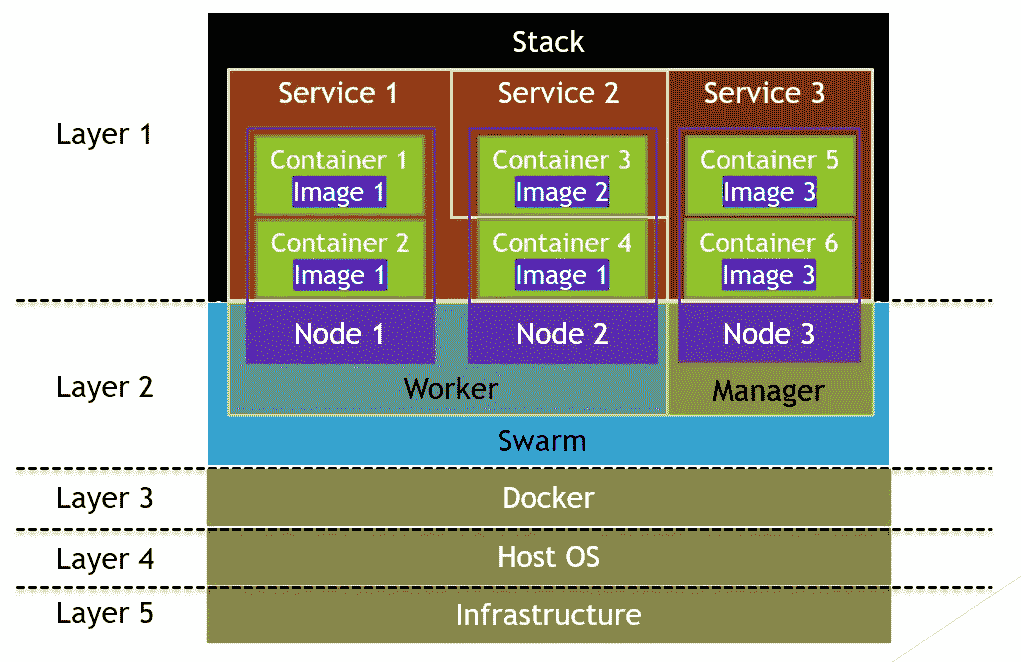 Stack
Service 1 Service 2 Service 3
Layer 1
Container 1 Container 3 Container 5
Image 1 Image 2 Image 3
Container 2 Container 4 Container 6
Image 1 Image 1 Image 3
Node 1 Node 2 Node 3
Layer 2
Worker Manager
Swarm
Layer 3 Docker
Layer 4 Host OS
Layer 5 Infrastructure